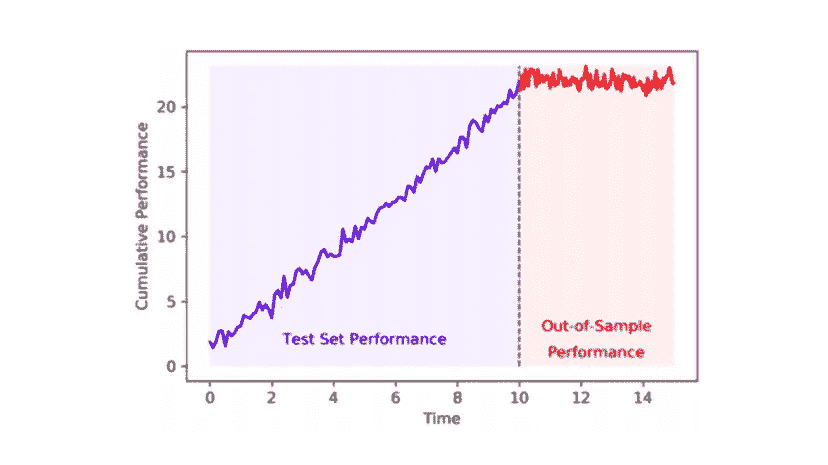 Cumulative Performance
20
15
10
5
0
Test Set Performance
Out-of-Sample
Performance
0 2 4 6 8 10 12 14
Time